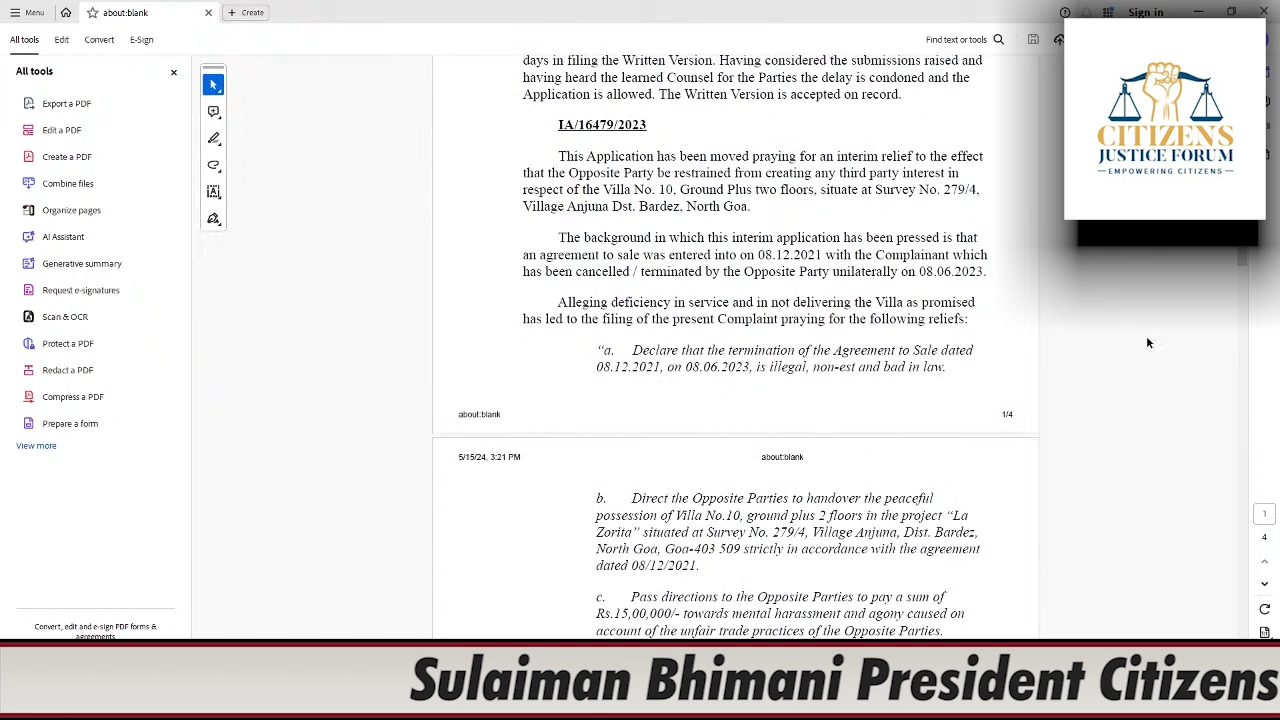 Menu
about:blank
Create
Sign in
All tools
Edit
Convert
E-Sign
Find text or tools
All tools
Export a PDF
Edit a PDF
Create a PDF
Combine files
Organize pages
AI Assistant
Generative summary
Request e-signatures
Scan & OCR
Protect a PDF
Redact a PDF
Compress a PDF
Prepare a form
View more
Convert, edit and e-sign PDF forms &
agreements
days in filing the Written Version. Having considered the submissions raised and
having heard the learned Counsel for the Parties the delay is condoned and the
Application is allowed. The Written Version is accepted on record.
IA/16479/2023
This Application has been moved praying for an interim relief to the effect
that the Opposite Party be restrained from creating any third party interest in
respect of the Villa No. 10, Ground Plus two floors, situate at Survey No. 279/4,
Village Anjuna Dst. Bardez, North Goa.
The background in which this interim application has been pressed is that
an agreement to sale was entered into on 08.12.2021 with the Complainant which
has been cancelled / terminated by the Opposite Party unilaterally on 08.06.2023.
Alleging deficiency in service and in not delivering the Villa as promised
has led to the filing of the present Complaint praying for the following reliefs:
“a. Declare that the termination of the Agreement to Sale dated
08.12.2021, on 08.06.2023, is illegal, non-est and bad in law.
about:blank 1/4
5/15/24, 3:21 PM about:blank
b. Direct the Opposite Parties to handover the peaceful
possession of Villa No.10, ground plus 2 floors in the project “La
Zorita” situated at Survey No. 279/4, Village Anjuna, Dist. Bardez,
North Goa, Goa-403 509 strictly in accordance with the agreement
dated 08/12/2021.
c. Pass directions to the Opposite Parties to pay a sum of
Rs.15,00,000/- towards mental harassment and agony caused on
account of the unfair trade practices of the Opposite Parties.
CITIZENS
JUSTICE FORUM
EMPOWERING CITIZENS
1
4
Sulaiman Bhimani President Citizens